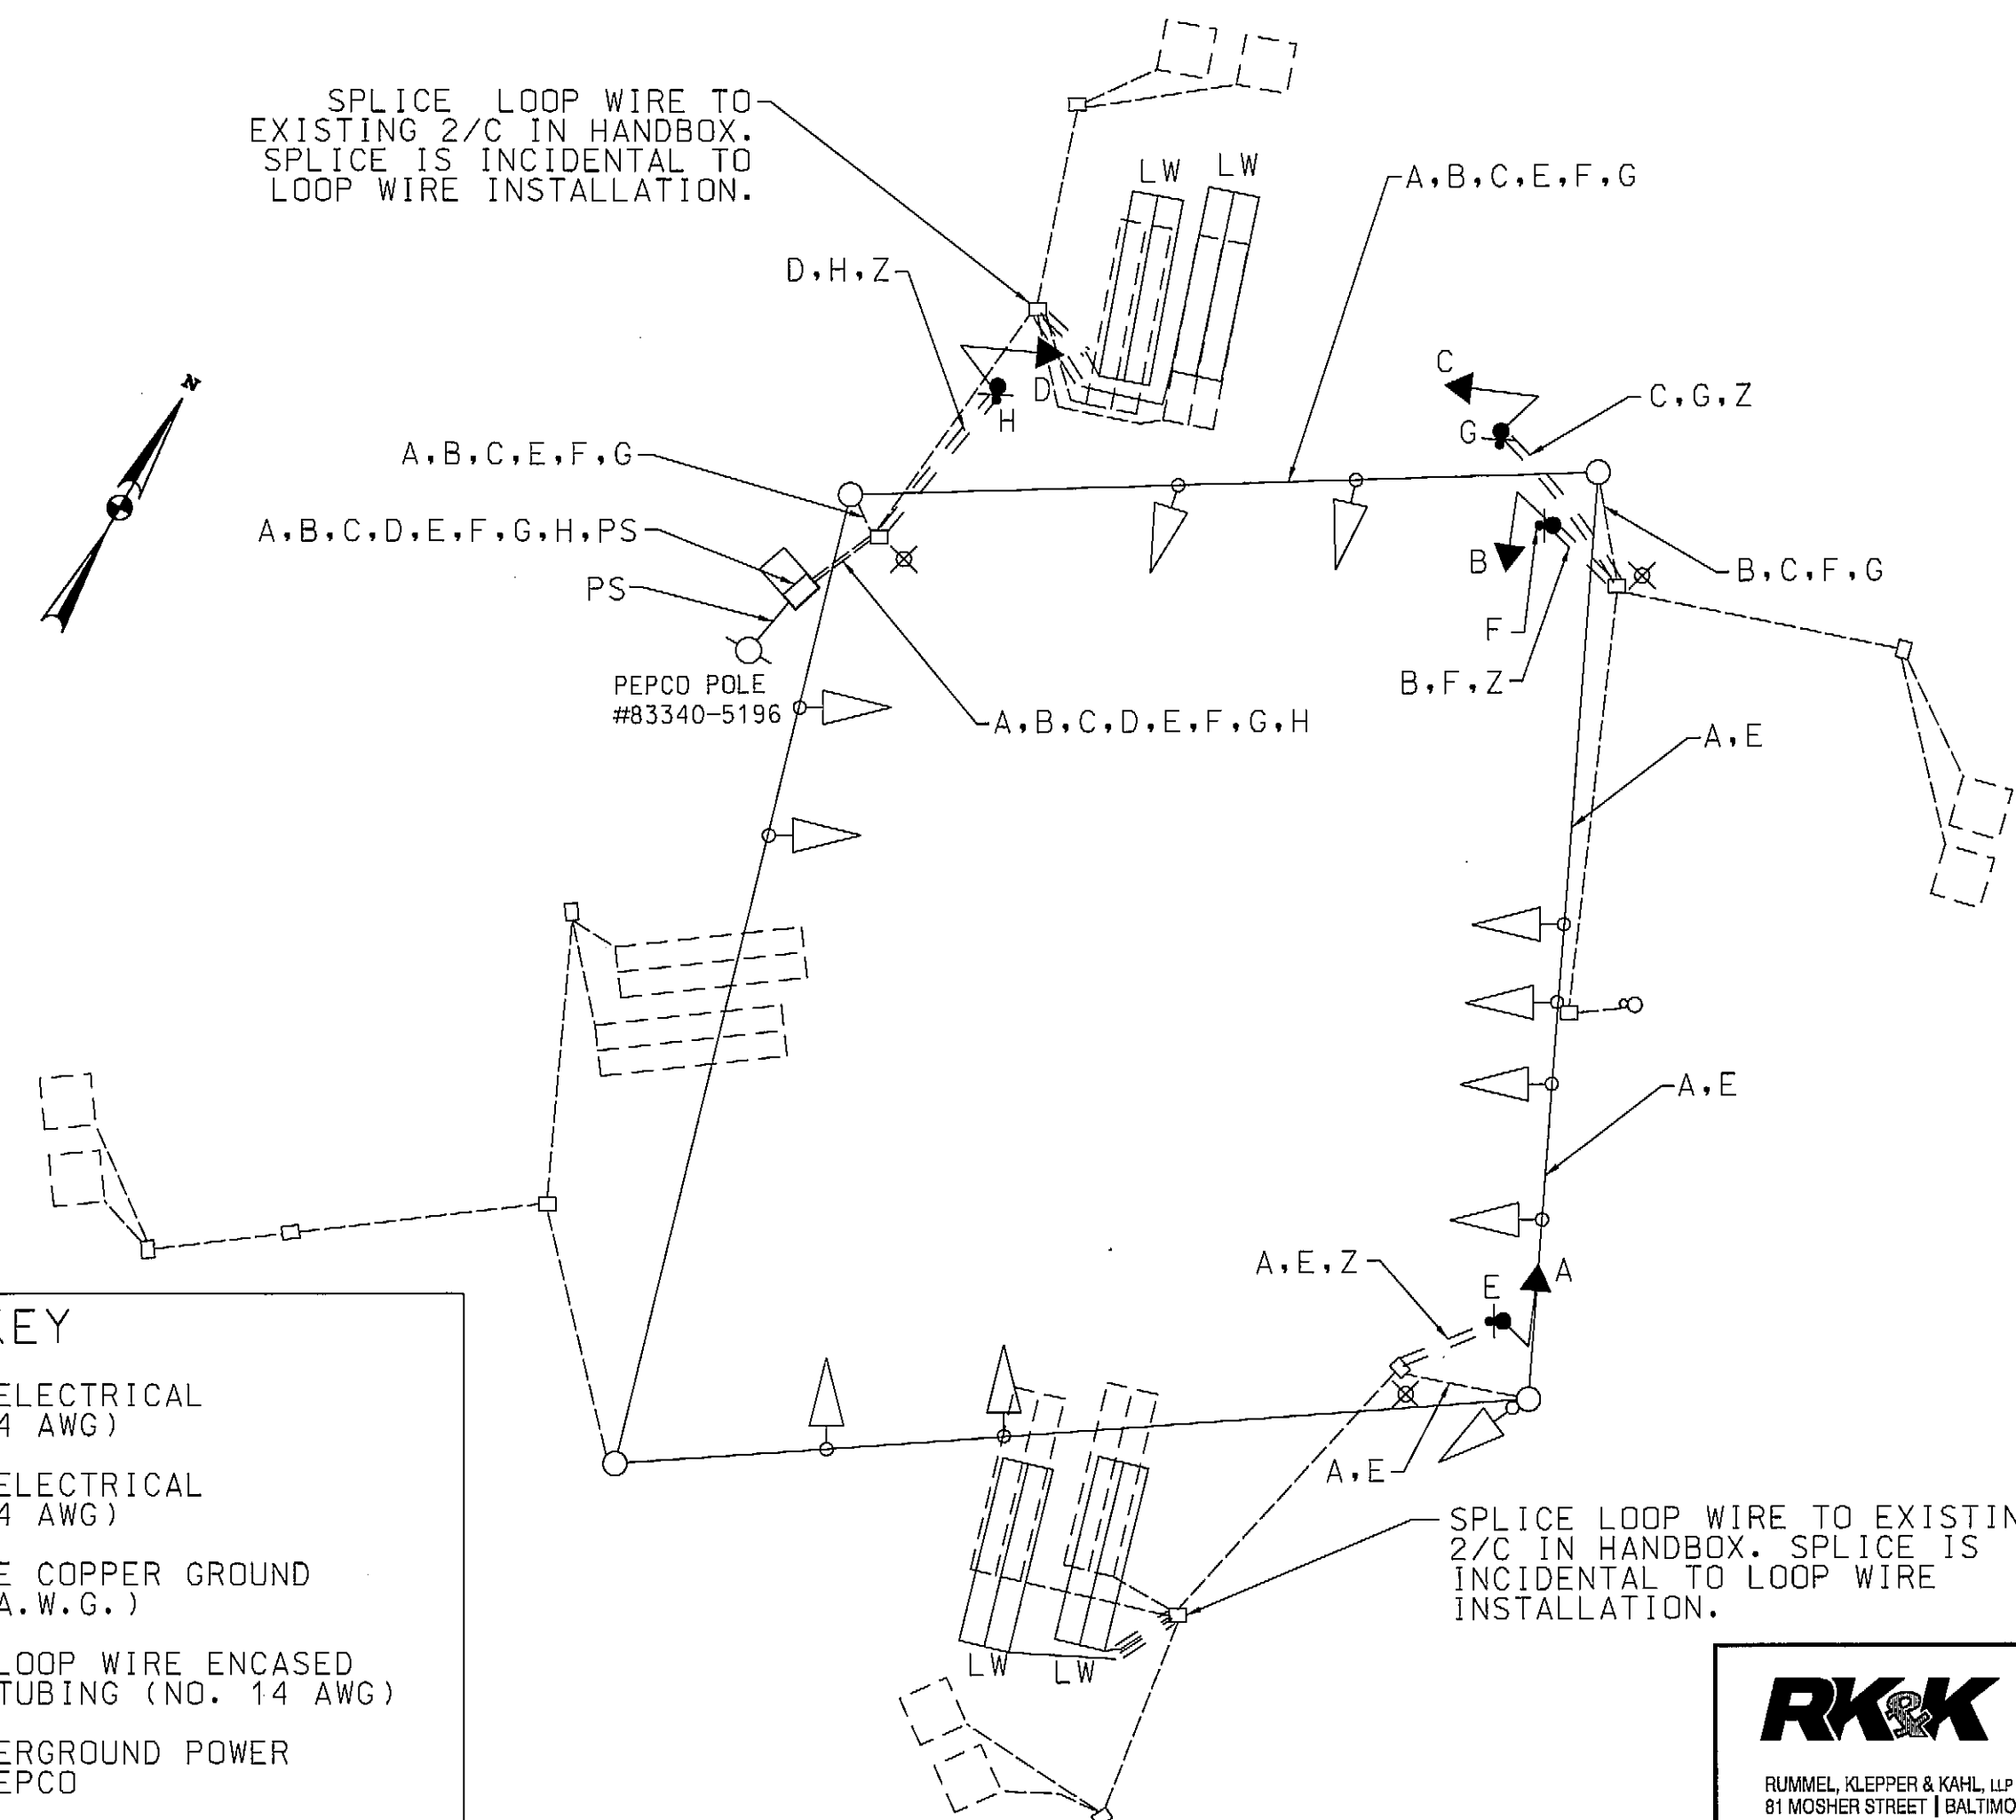 SPLICE LOOP WIRE TO
EXISTING 2/C IN HANDBOX.
SPLICE IS INCIDENTAL TO
LOOP WIRE INSTALLATION.
LW LW
A,B,C,E,F,G
D,H,Z
N
C
D
H
C,G,Z
G
A,B,C,E,F,G
A,B,C,D,E,F,G,H,PS
B
B,C,F,G
PS
F
B,F,Z
PEPCO POLE
#83340-5196
A,B,C,D,E,F,G,H
A,E
A,E
A,E,Z
E
A
A,E
SPLICE LOOP WIRE TO EXISTIN
2/C IN HANDBOX. SPLICE IS
INCIDENTAL TO LOOP WIRE
INSTALLATION.
LW LW
KEY
ELECTRICAL
4 AWG)
ELECTRICAL
4 AWG)
E COPPER GROUND
A.W.G.)
LOOP WIRE ENCASED
TUBING (NO. 14 AWG)
ERGROUND POWER
EPCO
RK&K
RUMMEL, KLEPPER & KAHL, LLP
81 MOSHER STREET | BALTIMO